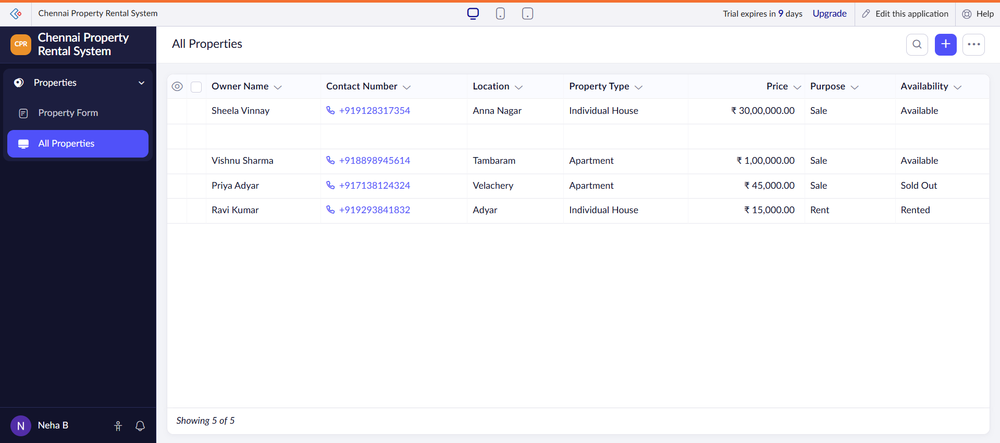 Chennai Property Rental System
Trial expires in 9 days Upgrade Edit this application Help
CPR Chennai Property Rental System
Properties
Property Form
All Properties
All Properties
Owner Name Contact Number Location Property Type Price Purpose Availability
Sheela Vinnay +919128317354 Anna Nagar Individual House ₹ 30,00,000.00 Sale Available
Vishnu Sharma +918898945614 Tambaram Apartment ₹ 1,00,000.00 Sale Available
Priya Adyar +917138124324 Velachery Apartment ₹ 45,000.00 Sale Sold Out
Ravi Kumar +919293841832 Adyar Individual House ₹ 15,000.00 Rent Rented
Showing 5 of 5
N Neha B